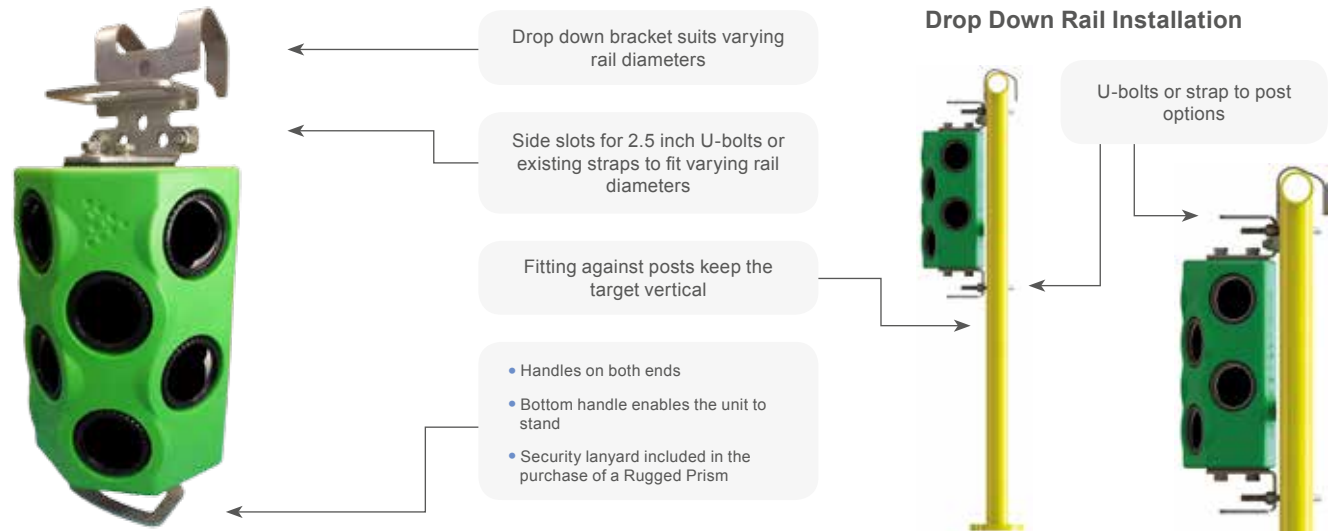 Drop down bracket suits varying
rail diameters
Side slots for 2.5 inch U-bolts or
existing straps to fit varying rail
diameters
Fitting against posts keep the
target vertical
• Handles on both ends
• Bottom handle enables the unit to
stand
• Security lanyard included in the
purchase of a Rugged Prism
Drop Down Rail Installation
U-bolts or strap to post
options